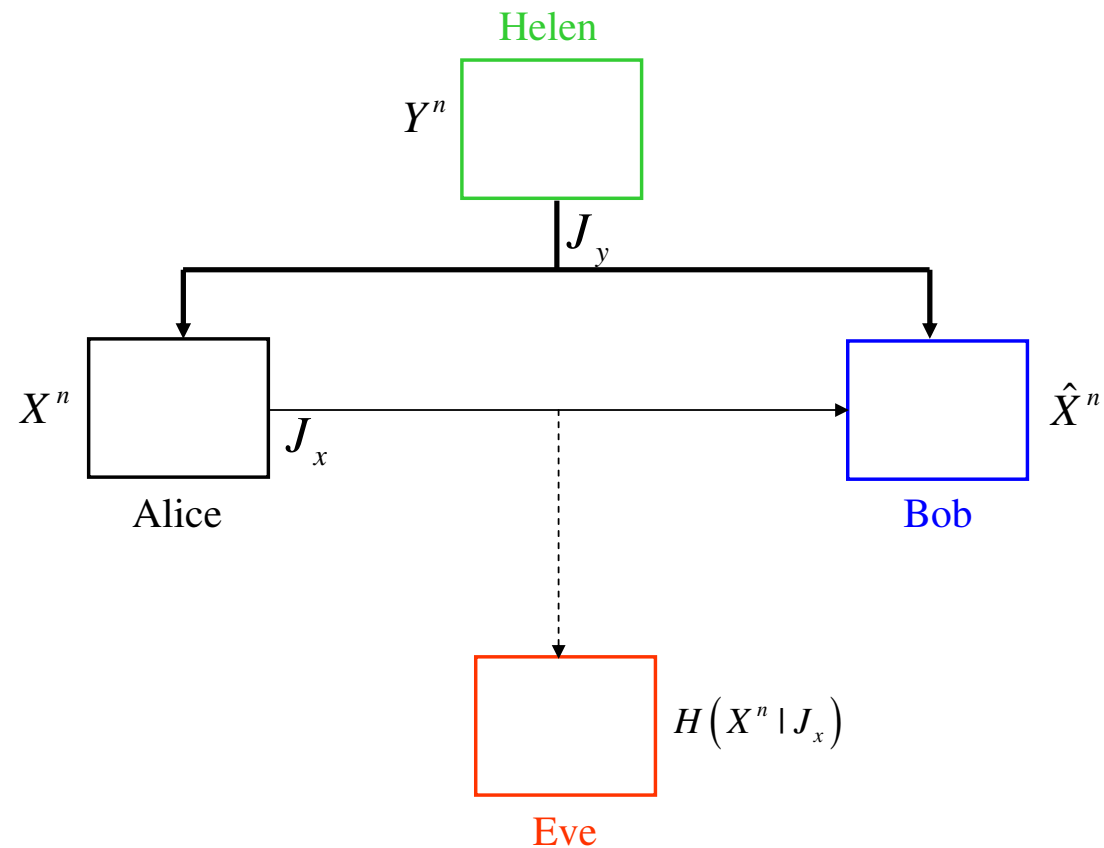 Helen
Y^n
J_y
X^n
J_x
X̂^n
Alice
Bob
H(X^n | J_x)
Eve